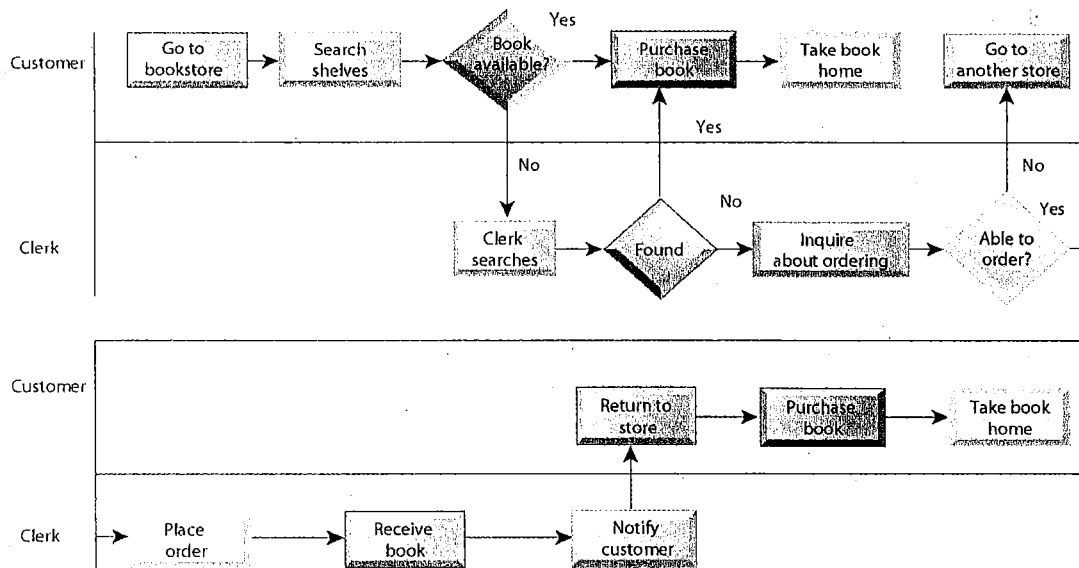 Customer
Go to
bookstore
Search
shelves
Book
available?
Yes
Purchase
book
Take book
home
Go to
another store
No
Yes
No
Clerk
Clerk
searches
Found
No
Inquire
about ordering
Able to
order?
Yes
Customer
Return to
store
Purchase
book
Take book
home
Clerk
Place
order
Receive
book
Notify
customer